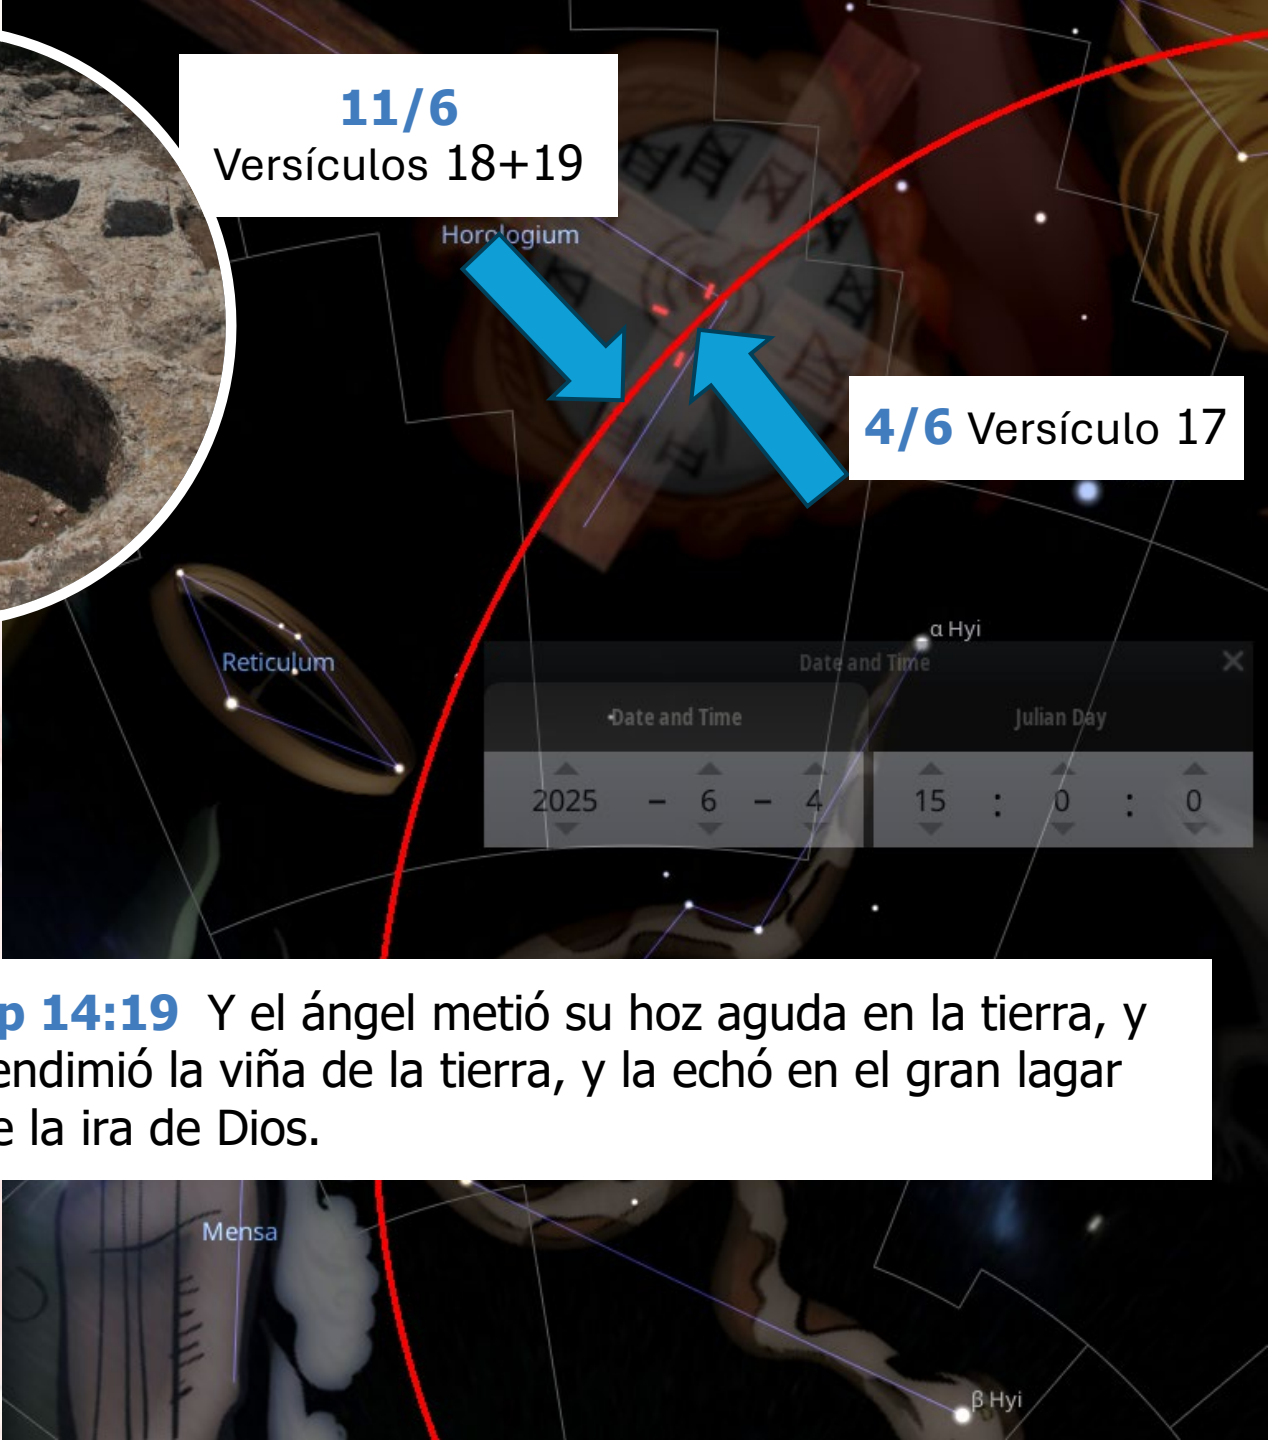 11/6
Versículos 18+19
Horologium
4/6 Versículo 17
α Hyi
Reticulum
Date and Time
Date and Time
Julian Day
2025 - 6 - 4 15 : 0 : 0
p 14:19 Y el ángel metió su hoz aguda en la tierra, y
endimió la viña de la tierra, y la echó en el gran lagar
e la ira de Dios.
Mensa
β Hyi